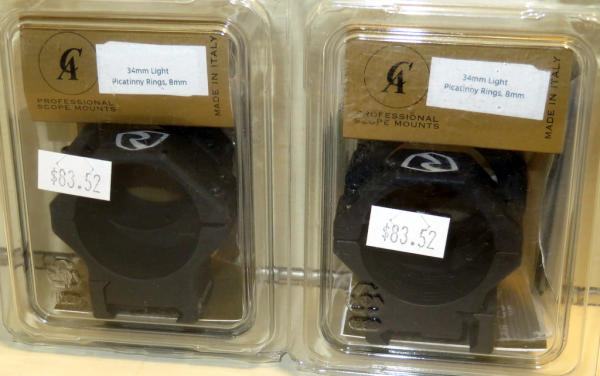 CA
34mm Light
Picatinny Rings, 8mm
PROFESSIONAL
SCOPE MOUNTS
MADE IN ITALY
$83.52
CA
34mm Light
Picatinny Rings, 8mm
PROFESSIONAL
SCOPE MOUNTS
MADE IN ITALY
$83.52